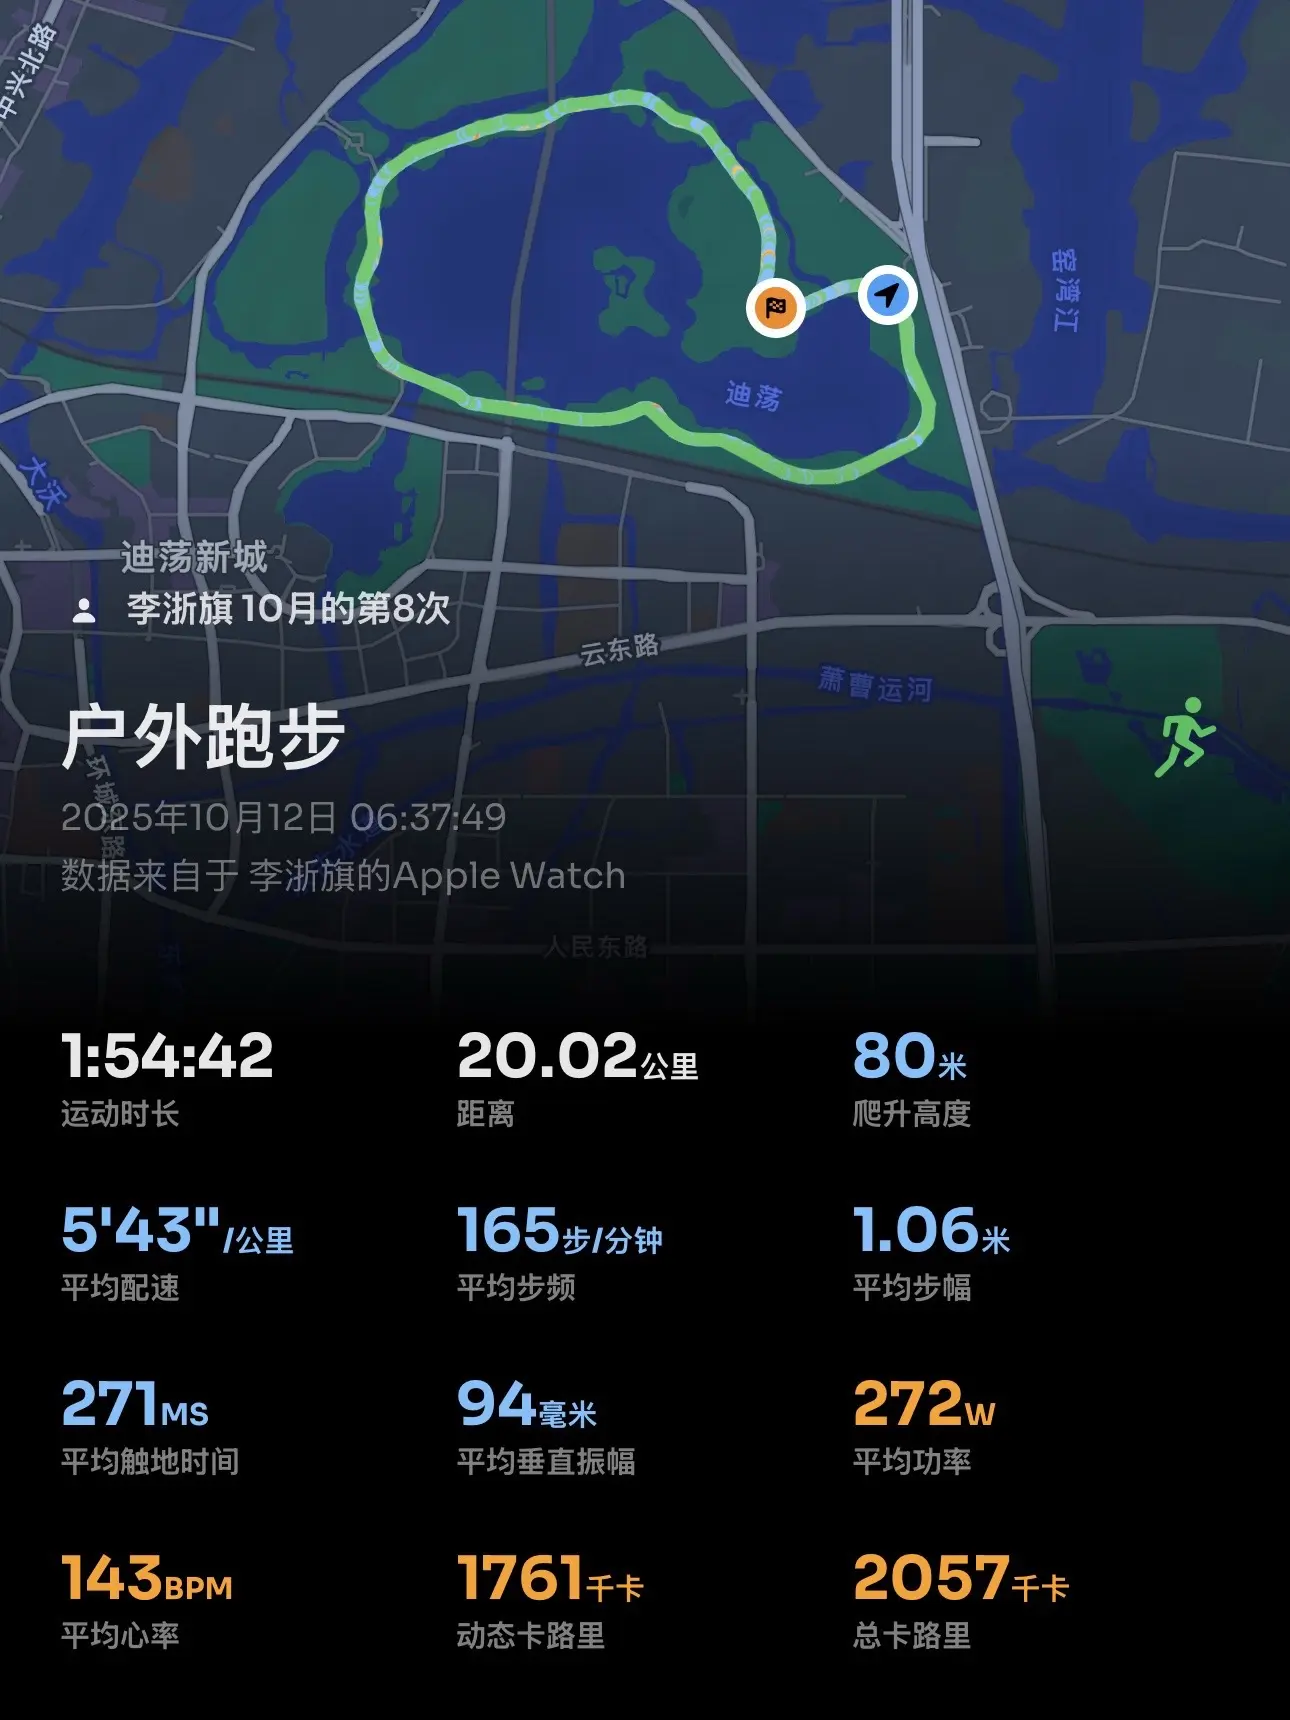 中兴北路
窑湾江
迪荡
大沃
迪荡新城
李浙旗 10月的第8次
云东路
萧曹运河
户外跑步
2025年10月12日 06:37:49
数据来自于 李浙旗的Apple Watch
人民东路
1:54:42
运动时长
20.02公里
距离
80米
爬升高度
5'43"/公里
平均配速
165步/分钟
平均步频
1.06米
平均步幅
271MS
平均触地时间
94毫米
平均垂直振幅
272W
平均功率
143BPM
平均心率
1761千卡
动态卡路里
2057千卡
总卡路里